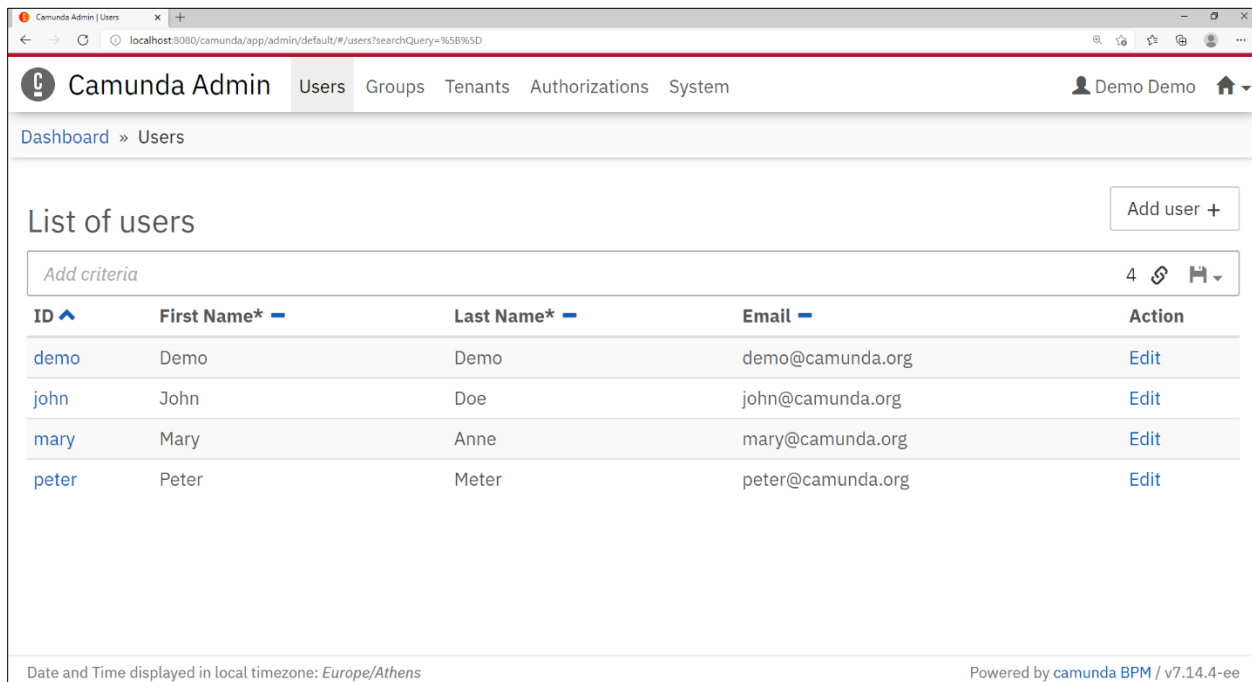 Camunda Admin | Users
localhost:8080/camunda/app/admin/default/#/users?searchQuery=%5B%5D
Camunda Admin Users Groups Tenants Authorizations System Demo Demo
Dashboard » Users
List of users
Add user +
Add criteria 4
ID First Name* Last Name* Email Action
demo Demo Demo demo@camunda.org Edit
john John Doe john@camunda.org Edit
mary Mary Anne mary@camunda.org Edit
peter Peter Meter peter@camunda.org Edit
Date and Time displayed in local timezone: Europe/Athens Powered by camunda BPM / v7.14.4-ee